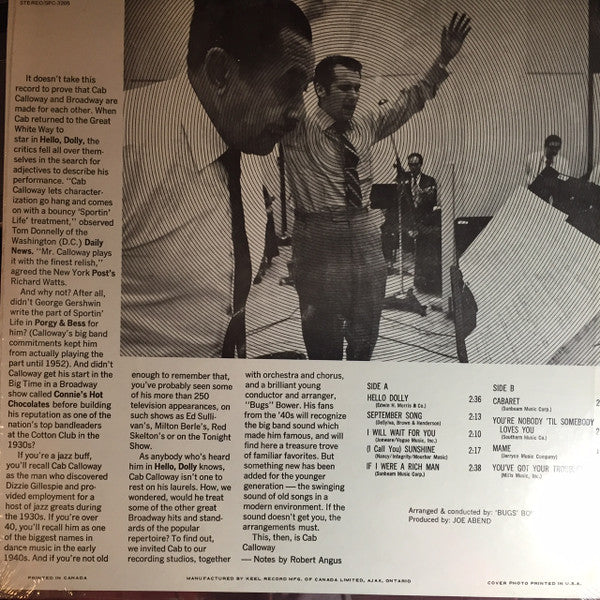 STEREO/SPC-3205
It doesn't take this
record to prove that Cab
Calloway and Broadway are
made for each other. When
Cab returned to the Great
White Way to
star in Hello, Dolly, the
critics fell all over them-
selves in the search for
adjectives to describe his
performance. "Cab
Calloway lets character-
ization go hang and comes
on with a bouncy 'Sportin'
Life' treatment," observed
Tom Donnelly of the
Washington (D.C.) Daily
News. "Mr. Calloway plays
it with the finest relish,"
agreed the New York Post's
Richard Watts.
And why not? After all,
didn't George Gershwin
write the part of Sportin'
Life in Porgy & Bess for
him? (Calloway's big band
commitments kept him
from actually playing the
part until 1952). And didn't
Calloway get his start in the
Big Time in a Broadway
show called Connie's Hot
Chocolates before building
his reputation as one of the
nation's top bandleaders
at the Cotton Club in the
1930s?
If you're a jazz buff,
you'll recall Cab Calloway
as the man who discovered
Dizzie Gillespie and pro-
vided employment for a
host of jazz greats during
the 1930s. If you're over
40, you'll recall him as one
of the biggest names in
dance music in the early
1940s. And if you're not old
enough to remember that,
you've probably seen some
of his more than 250
television appearances, on
such shows as Ed Sulli-
van's, Milton Berle's, Red
Skelton's or on the Tonight
Show.
As anybody who's heard
him in Hello, Dolly knows,
Cab Calloway isn't one to
rest on his laurels. How, we
wondered, would he treat
some of the other great
Broadway hits and stand-
ards of the popular
repertoire? To find out,
we invited Cab to our
recording studios, together
with orchestra and chorus,
and a brilliant young
conductor and arranger,
"Bugs" Bower. His fans
from the '40s will recognize
the big band sound which
made him famous, and will
find here a treasure trove
of familiar favorites. But
something new has been
added for the younger
generation — the swinging
sound of old songs in a
modern environment. If the
sound doesn't get you, the
arrangements must.
This, then, is Cab
Calloway
— Notes by Robert Angus
SIDE A
HELLO DOLLY 2:36
(Edwin H. Morris & Co.)
SEPTEMBER SONG 2:13
(DeSylva, Brown & Henderson)
I WILL WAIT FOR YOU 2:10
(Jonware/Vogue Music, Inc.)
(I Call You) SUNSHINE 2:17
(Nancy/Integrity/Moerkor Music)
IF I WERE A RICH MAN 2:38
(Sunbeam Music Corp.)
SIDE B
CABARET
(Sunbeam Music Corp.)
YOU'RE NOBODY 'TIL SOMEBODY
LOVES YOU
(Southern Music Co.)
MAME
(Jerryco Music Company)
YOU'VE GOT YOUR
(Mills Music, Inc.)
Arranged & conducted by: 'BUGS'
Produced by: JOE ABEND
PRINTED IN CANADA
MANUFACTURED BY KEEL RECORD MFG. OF CANADA LIMITED, AJAX, ONTARIO
COVER PHOTO PRINTED IN U.S.A.